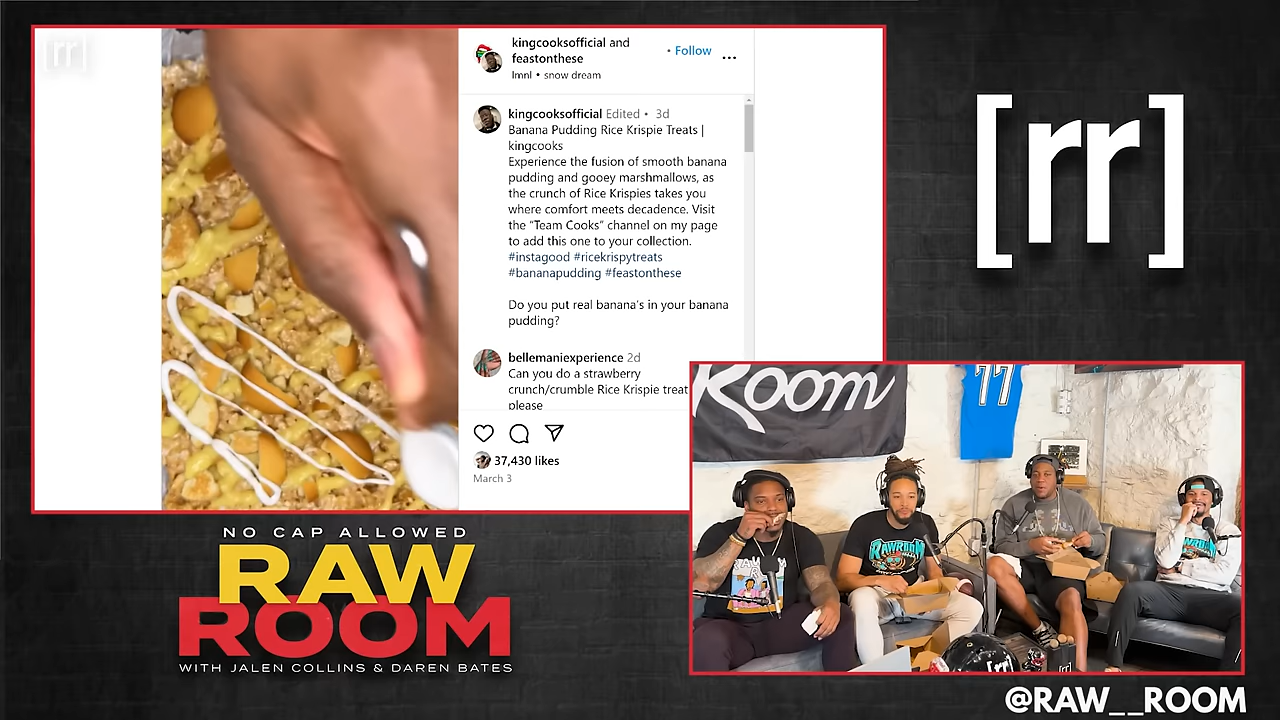 [rr]
kingcooksofficial and
feastonthese
lmnl • snow dream
• Follow
...
kingcooksofficial Edited • 3d
Banana Pudding Rice Krispie Treats |
kingcooks
Experience the fusion of smooth banana
pudding and gooey marshmallows, as
the crunch of Rice Krispies takes you
where comfort meets decadence. Visit
the "Team Cooks" channel on my page
to add this one to your collection.
#instagood #ricekrispytreats
#bananapudding #feastonthese
Do you put real banana's in your banana
pudding?
bellemaniexperience 2d
Can you do a strawberry
crunch/crumble Rice Krispie treat
please
37,430 likes
March 3
[rr]
Room
77
RAWROOM
[rr]
NO CAP ALLOWED
RAW
ROOM
WITH JALEN COLLINS & DAREN BATES
@RAW__ROOM